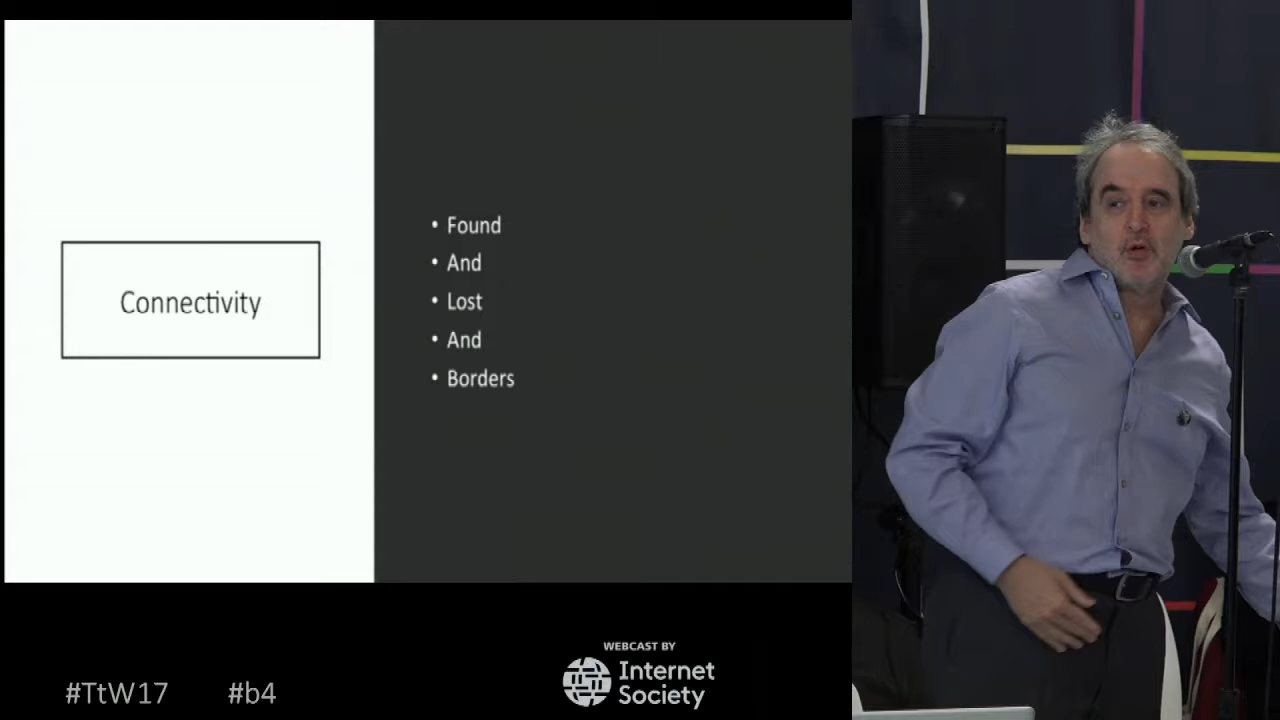 Connectivity
• Found
• And
• Lost
• And
• Borders
#TtW17 #b4
WEBCAST BY
Internet
Society